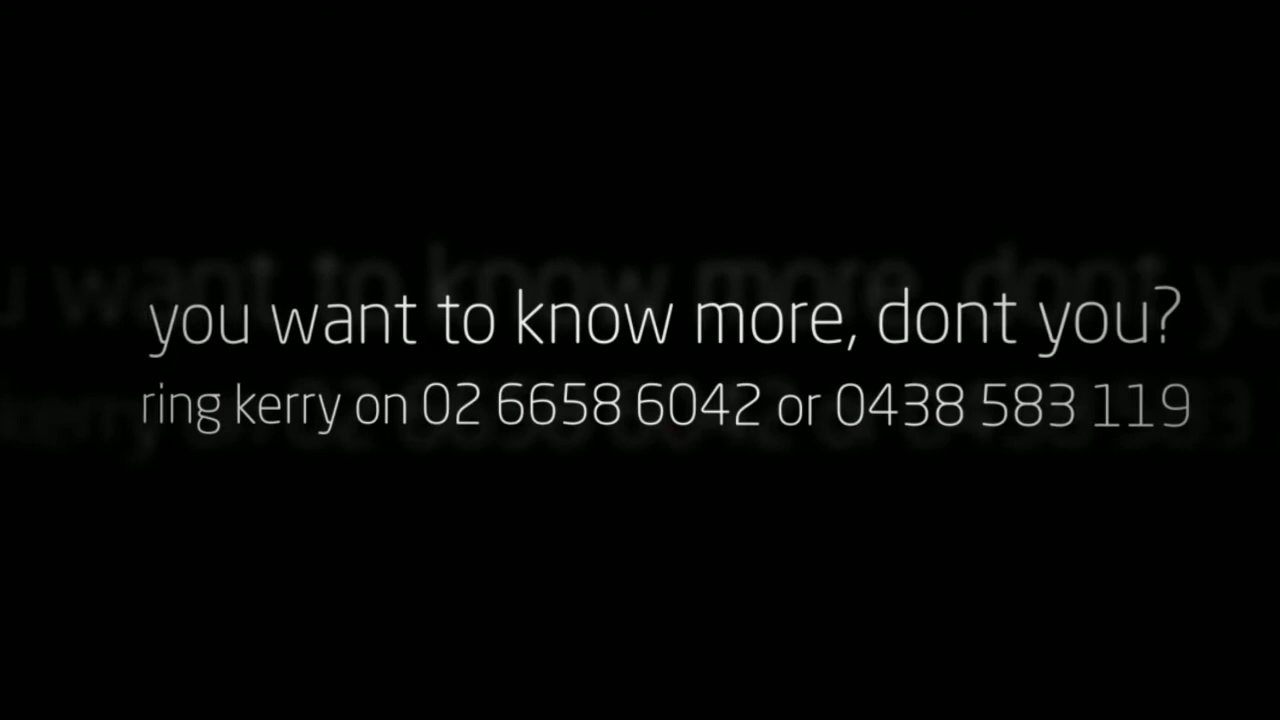 you want to know more, dont you?
ring kerry on 02 6658 6042 or 0438 583 119